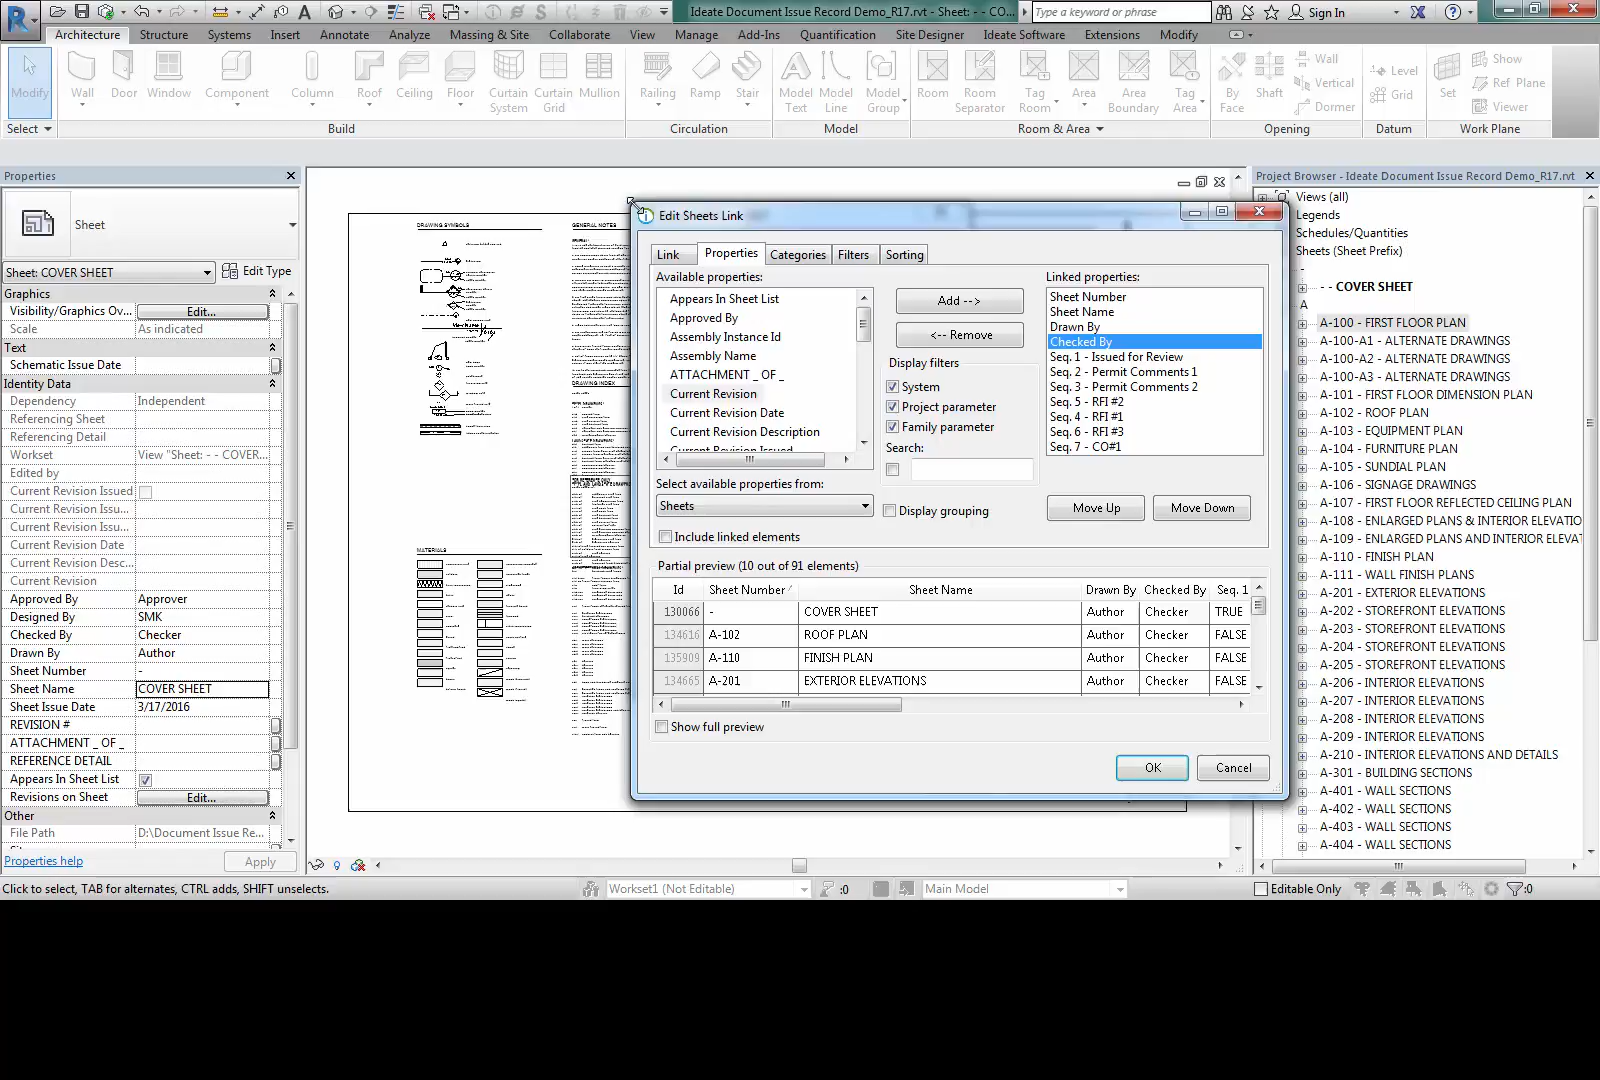 Ideate Document Issue Record Demo_R17.rvt - Sheet: - - CO...
Type a keyword or phrase
Sign In
Architecture Structure Systems Insert Annotate Analyze Massing & Site Collaborate View Manage Add-Ins Quantification Site Designer Ideate Software Extensions Modify
Modify
Wall
Door
Window
Component
Column
Roof
Ceiling
Floor
Curtain System
Curtain Grid
Mullion
Railing
Ramp
Stair
Model Text
Model Line
Model Group
Room
Room Separator
Tag Room
Area
Area Boundary
Tag Area
By Face
Shaft
Wall
Vertical
Dormer
Level
Grid
Set
Show
Ref Plane
Viewer
Select
Build
Circulation
Model
Room & Area
Opening
Datum
Work Plane
Properties
Sheet
Sheet: COVER SHEET
Edit Type
Graphics
Visibility/Graphics Ov... Edit...
Scale As indicated
Text
Schematic Issue Date
Identity Data
Dependency Independent
Referencing Sheet
Referencing Detail
Workset View "Sheet: - - COVER...
Edited by
Current Revision Issued
Current Revision Issu...
Current Revision Issu...
Current Revision Date
Current Revision Desc...
Current Revision
Approved By Approver
Designed By SMK
Checked By Checker
Drawn By Author
Sheet Number -
Sheet Name COVER SHEET
Sheet Issue Date 3/17/2016
REVISION #
ATTACHMENT _ OF _
REFERENCE DETAIL
Appears In Sheet List
Revisions on Sheet Edit...
Other
File Path D:\Document Issue Re...
Properties help
Apply
DRAWING SYMBOLS
GENERAL NOTES
DRAWING INDEX
MATERIALS
Edit Sheets Link
Link Properties Categories Filters Sorting
Available properties:
Appears In Sheet List
Approved By
Assembly Instance Id
Assembly Name
ATTACHMENT _ OF _
Current Revision
Current Revision Date
Current Revision Description
Current Revision Issued
Select available properties from:
Sheets
Include linked elements
Add -->
<-- Remove
Display filters
System
Project parameter
Family parameter
Search:
Display grouping
Linked properties:
Sheet Number
Sheet Name
Drawn By
Checked By
Seq. 1 - Issued for Review
Seq. 2 - Permit Comments 1
Seq. 3 - Permit Comments 2
Seq. 5 - RFI #2
Seq. 4 - RFI #1
Seq. 6 - RFI #3
Seq. 7 - CO#1
Move Up
Move Down
Partial preview (10 out of 91 elements)
Id Sheet Number Sheet Name Drawn By Checked By Seq. 1
130066 - COVER SHEET Author Checker TRUE
134616 A-102 ROOF PLAN Author Checker FALSE
135909 A-110 FINISH PLAN Author Checker FALSE
134665 A-201 EXTERIOR ELEVATIONS Author Checker FALSE
Show full preview
OK
Cancel
Project Browser - Ideate Document Issue Record Demo_R17.rvt
Views (all)
Legends
Schedules/Quantities
Sheets (Sheet Prefix)
-
- - COVER SHEET
A
A-100 - FIRST FLOOR PLAN
A-100-A1 - ALTERNATE DRAWINGS
A-100-A2 - ALTERNATE DRAWINGS
A-100-A3 - ALTERNATE DRAWINGS
A-101 - FIRST FLOOR DIMENSION PLAN
A-102 - ROOF PLAN
A-103 - EQUIPMENT PLAN
A-104 - FURNITURE PLAN
A-105 - SUNDIAL PLAN
A-106 - SIGNAGE DRAWINGS
A-107 - FIRST FLOOR REFLECTED CEILING PLAN
A-108 - ENLARGED PLANS & INTERIOR ELEVATIO
A-109 - ENLARGED PLANS AND INTERIOR ELEVAT
A-110 - FINISH PLAN
A-111 - WALL FINISH PLANS
A-201 - EXTERIOR ELEVATIONS
A-202 - STOREFRONT ELEVATIONS
A-203 - STOREFRONT ELEVATIONS
A-204 - STOREFRONT ELEVATIONS
A-205 - STOREFRONT ELEVATIONS
A-206 - INTERIOR ELEVATIONS
A-207 - INTERIOR ELEVATIONS
A-208 - INTERIOR ELEVATIONS
A-209 - INTERIOR ELEVATIONS
A-210 - INTERIOR ELEVATIONS AND DETAILS
A-301 - BUILDING SECTIONS
A-401 - WALL SECTIONS
A-402 - WALL SECTIONS
A-403 - WALL SECTIONS
A-404 - WALL SECTIONS
Click to select, TAB for alternates, CTRL adds, SHIFT unselects.
Workset1 (Not Editable)
:0
Main Model
Editable Only
:0